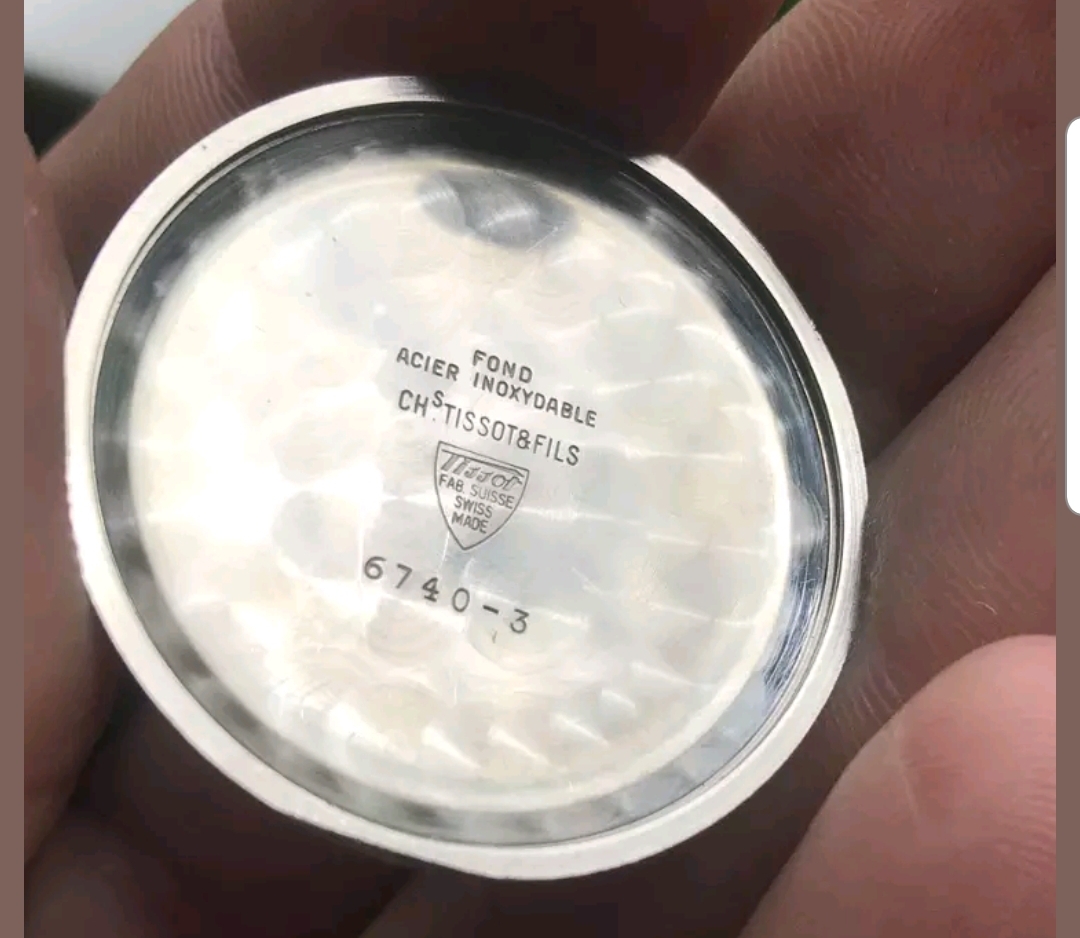 FOND
ACIER INOXYDABLE
CHS. TISSOT & FILS
Tissot
FAB. SUISSE
SWISS
MADE
6740-3